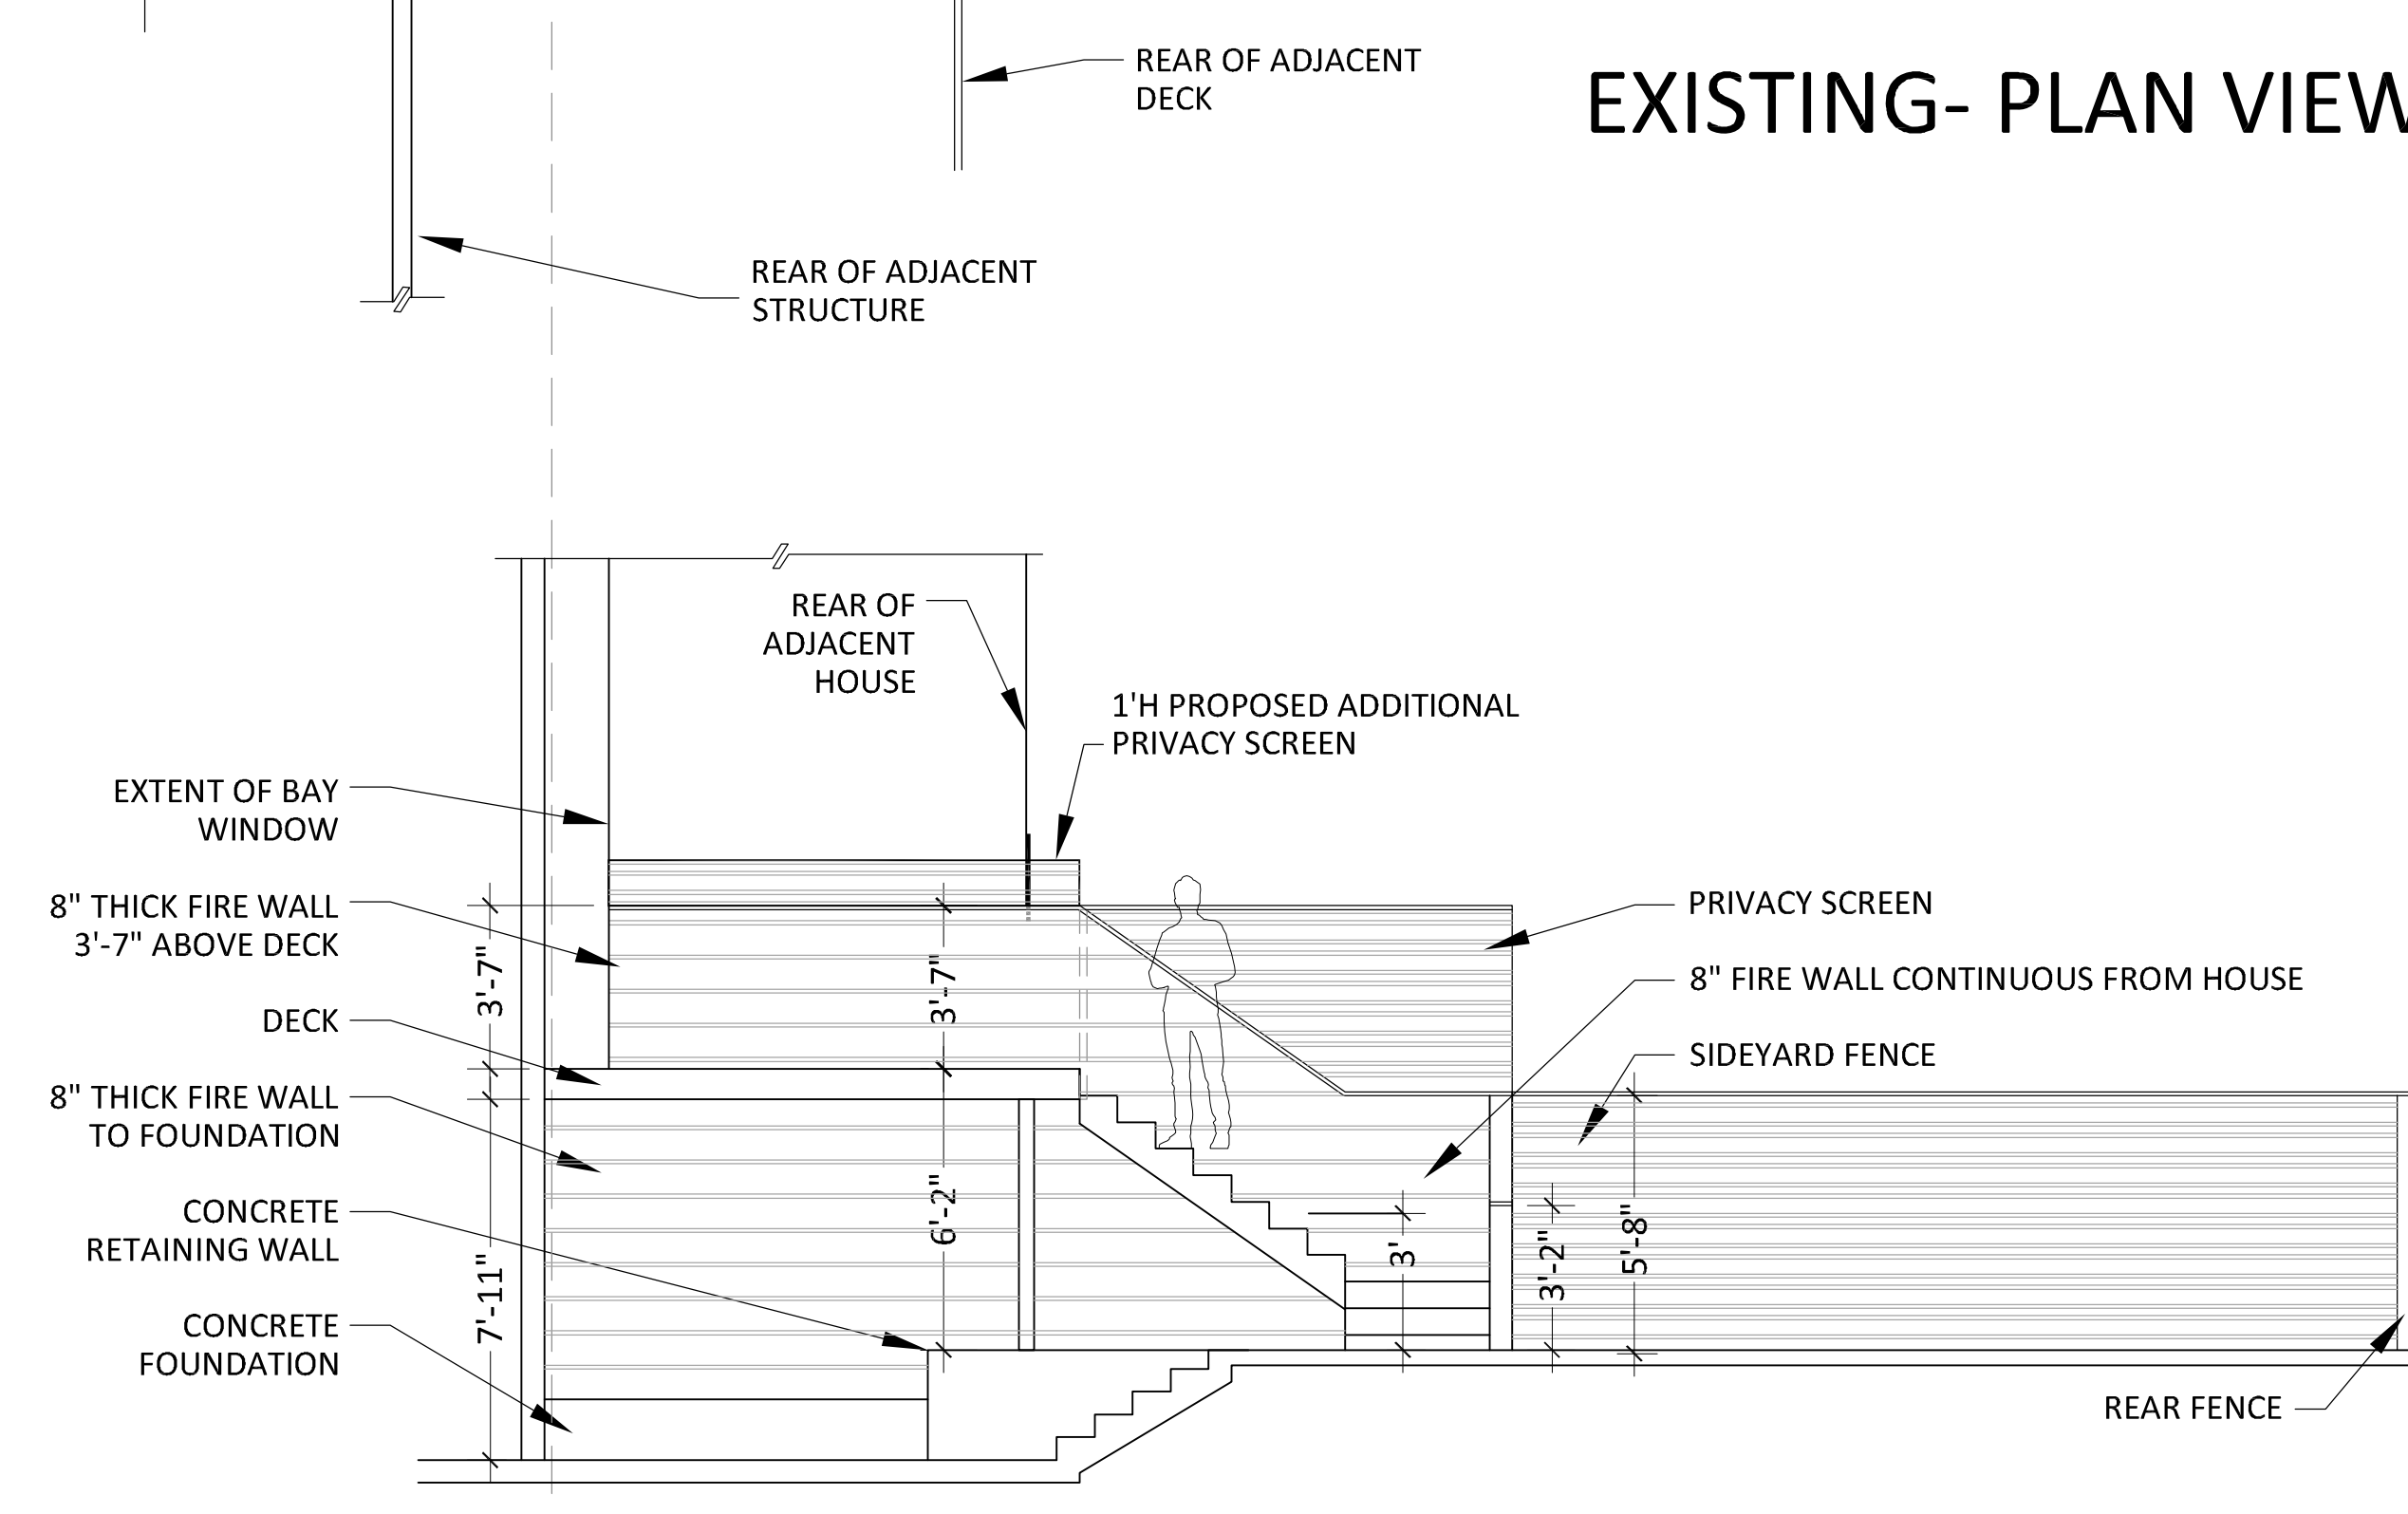 REAR OF ADJACENT
DECK
EXISTING- PLAN VIEW
REAR OF ADJACENT
STRUCTURE
REAR OF
ADJACENT
HOUSE
1'H PROPOSED ADDITIONAL
PRIVACY SCREEN
EXTENT OF BAY
WINDOW
8" THICK FIRE WALL
3'-7" ABOVE DECK
DECK
8" THICK FIRE WALL
TO FOUNDATION
CONCRETE
RETAINING WALL
CONCRETE
FOUNDATION
3'-7"
7'-11"
3'-7"
6'-2"
3'
3'-2"
5'-8"
PRIVACY SCREEN
8" FIRE WALL CONTINUOUS FROM HOUSE
SIDEYARD FENCE
REAR FENCE